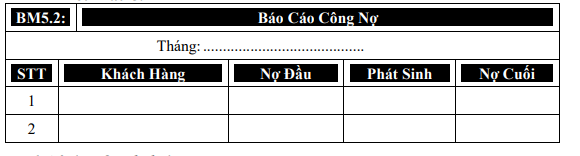 BM5.2: Báo Cáo Công Nợ
Tháng: ..........................................
STT Khách Hàng Nợ Đầu Phát Sinh Nợ Cuối
1
2